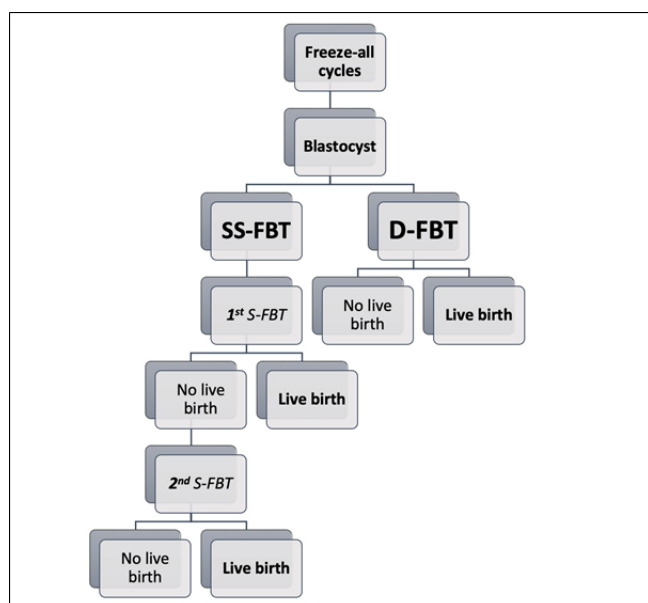 Freeze-all
cycles
Blastocyst
SS-FBT
D-FBT
1st S-FBT
No live
birth
Live birth
No live
birth
Live birth
2nd S-FBT
No live
birth
Live birth